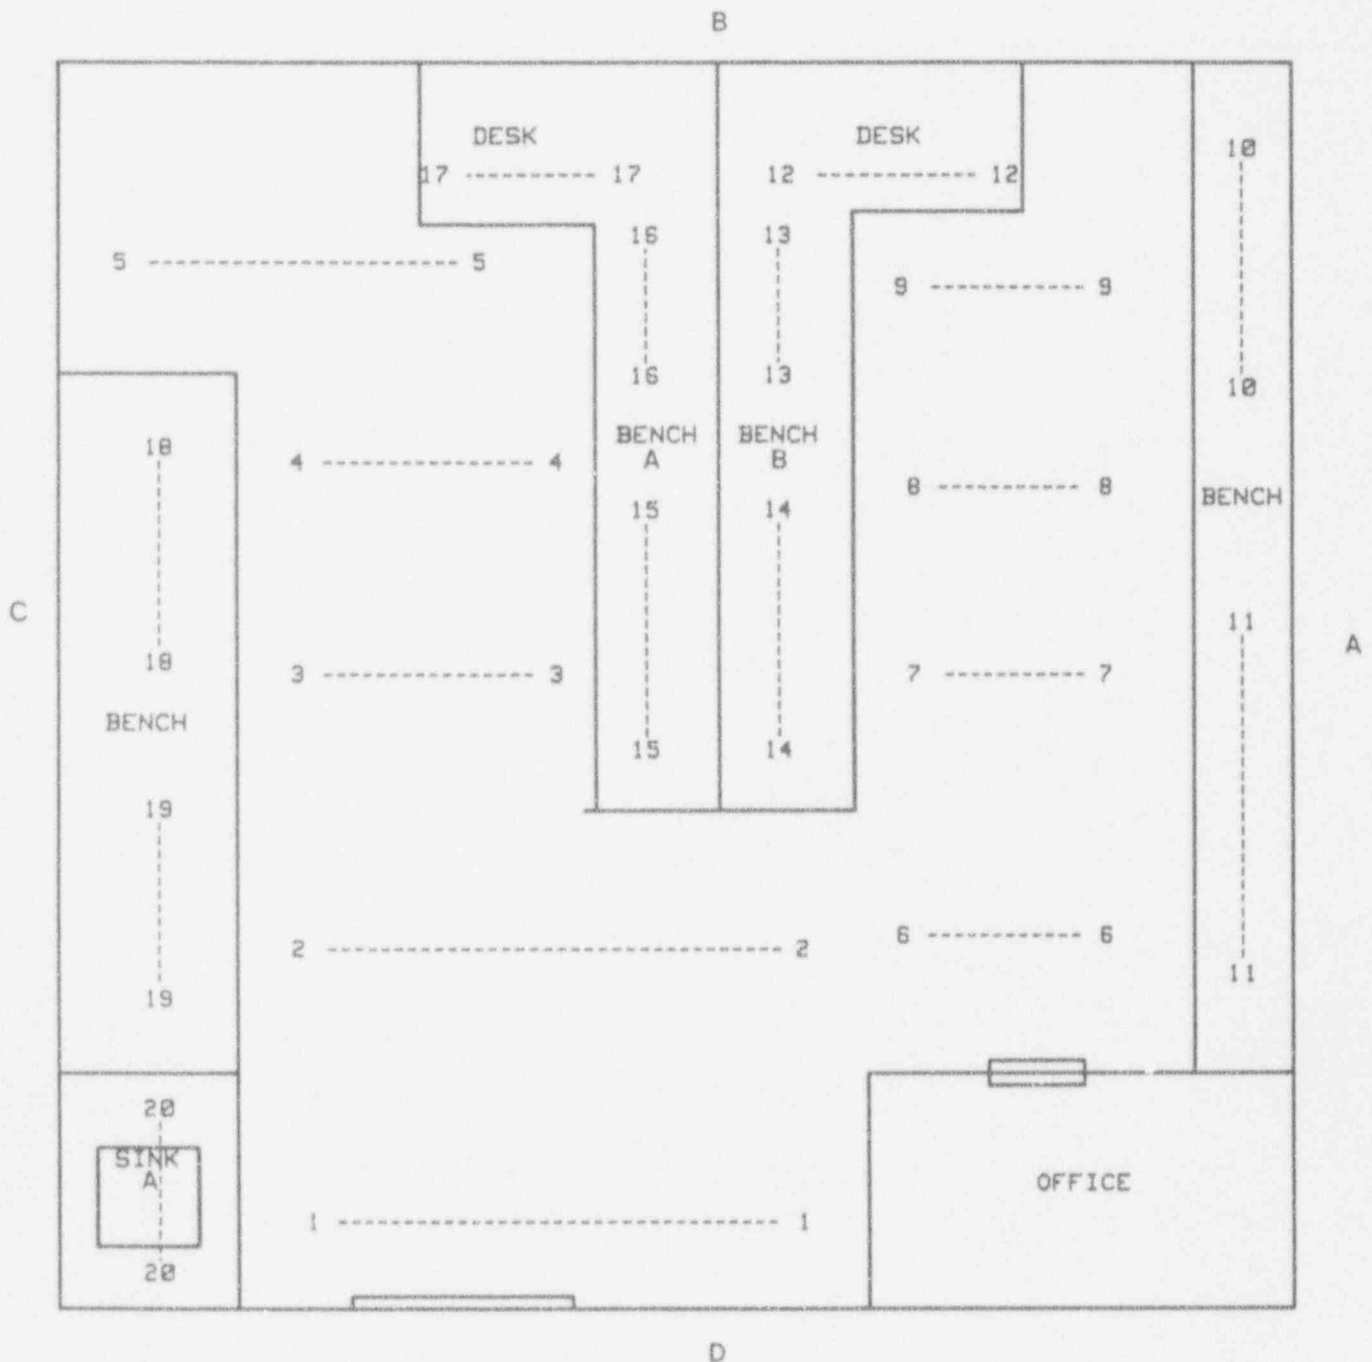 B
DESK DESK
10
17 ----------- 17 12 ----------- 12
16 13
5 ----------- 5
9 ----------- 9
16 13
10
BENCH A BENCH B
18
4 ----------- 4
8 ----------- 8
BENCH
15 14
C
11
A
18
3 ----------- 3
7 ----------- 7
BENCH
15 14
19
6 ----------- 6
2 ----------- 2
11
19
20
SINK
A
OFFICE
1 ----------- 1
20
D